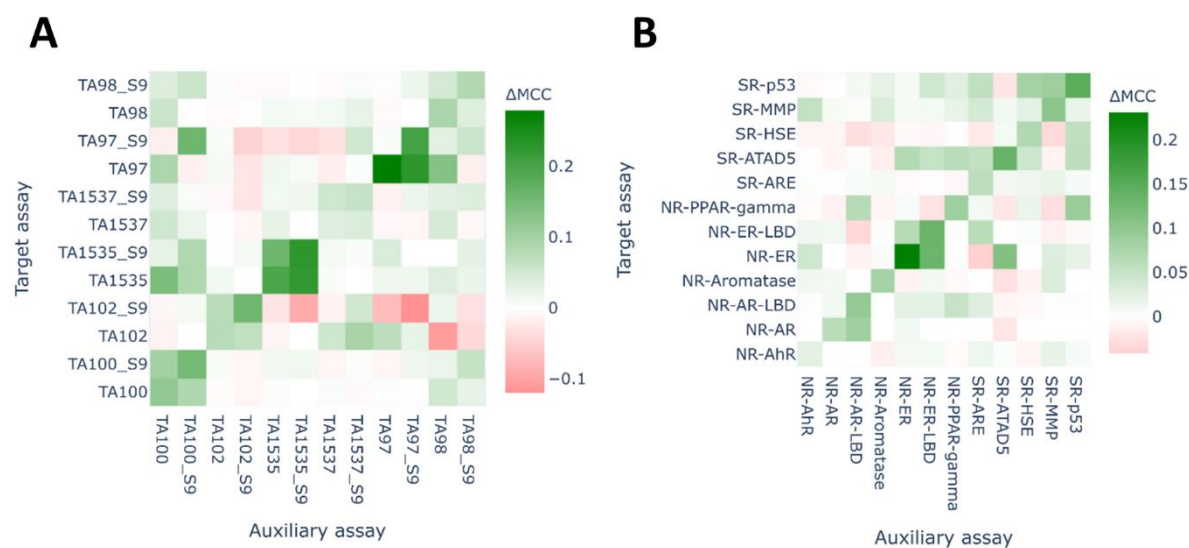 A
TA98_S9
TA98
TA97_S9
TA97
TA1537_S9
TA1537
TA1535_S9
TA1535
TA102_S9
TA102
TA100_S9
TA100
Target assay
TA100
TA100_S9
TA102
TA102_S9
TA1535
TA1535_S9
TA1537
TA1537_S9
TA97
TA97_S9
TA98
TA98_S9
Auxiliary assay
ΔMCC
0.2
0.1
0
−0.1
B
SR-p53
SR-MMP
SR-HSE
SR-ATAD5
SR-ARE
NR-PPAR-gamma
NR-ER-LBD
NR-ER
NR-Aromatase
NR-AR-LBD
NR-AR
NR-AhR
Target assay
NR-AhR
NR-AR
NR-AR-LBD
NR-Aromatase
NR-ER
NR-ER-LBD
NR-PPAR-gamma
SR-ARE
SR-ATAD5
SR-HSE
SR-MMP
SR-p53
Auxiliary assay
ΔMCC
0.2
0.15
0.1
0.05
0